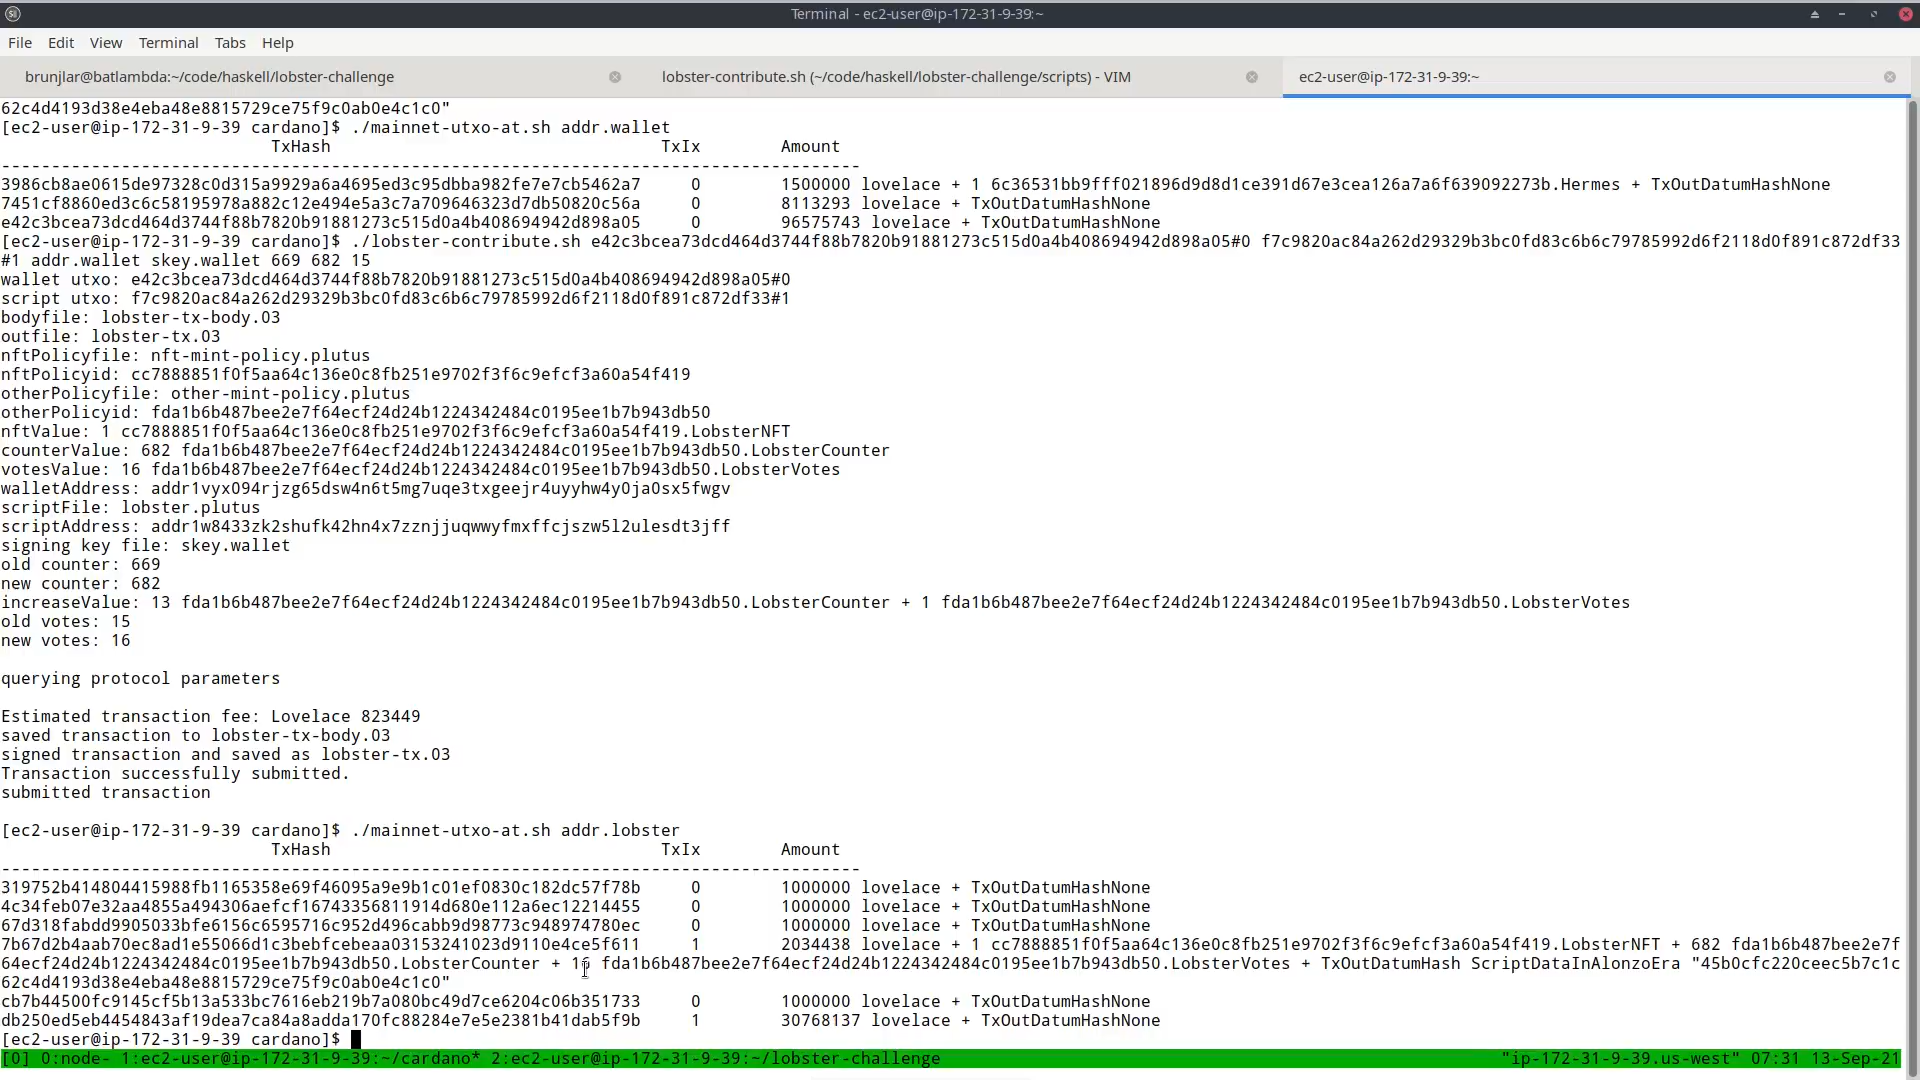 Terminal - ec2-user@ip-172-31-9-39:~
File Edit View Terminal Tabs Help
brunjlar@batlambda:~/code/haskell/lobster-challenge
lobster-contribute.sh (~/code/haskell/lobster-challenge/scripts) - VIM
ec2-user@ip-172-31-9-39:~
62c4d4193d38e4eba48e8815729ce75f9c0ab0e4c1c0"
[ec2-user@ip-172-31-9-39 cardano]$ ./mainnet-utxo-at.sh addr.wallet
TxHash TxIx Amount
--------------------------------------------------------------------------------------
3986cb8ae0615de97328c0d315a9929a6a4695ed3c95dbba982fe7e7cb5462a7 0 1500000 lovelace + 1 6c36531bb9fff021896d9d8d1ce391d67e3cea126a7a6f639092273b.Hermes + TxOutDatumHashNone
7451cf8860ed3c6c58195978a882c12e494e5a3c7a709646323d7db50820c56a 0 8113293 lovelace + TxOutDatumHashNone
e42c3bcea73dcd464d3744f88b7820b91881273c515d0a4b408694942d898a05 0 96575743 lovelace + TxOutDatumHashNone
[ec2-user@ip-172-31-9-39 cardano]$ ./lobster-contribute.sh e42c3bcea73dcd464d3744f88b7820b91881273c515d0a4b408694942d898a05#0 f7c9820ac84a262d29329b3bc0fd83c6b6c79785992d6f2118d0f891c872df33
#1 addr.wallet skey.wallet 669 682 15
wallet utxo: e42c3bcea73dcd464d3744f88b7820b91881273c515d0a4b408694942d898a05#0
script utxo: f7c9820ac84a262d29329b3bc0fd83c6b6c79785992d6f2118d0f891c872df33#1
bodyfile: lobster-tx-body.03
outfile: lobster-tx.03
nftPolicyfile: nft-mint-policy.plutus
nftPolicyid: cc7888851f0f5aa64c136e0c8fb251e9702f3f6c9efcf3a60a54f419
otherPolicyfile: other-mint-policy.plutus
otherPolicyid: fda1b6b487bee2e7f64ecf24d24b1224342484c0195ee1b7b943db50
nftValue: 1 cc7888851f0f5aa64c136e0c8fb251e9702f3f6c9efcf3a60a54f419.LobsterNFT
counterValue: 682 fda1b6b487bee2e7f64ecf24d24b1224342484c0195ee1b7b943db50.LobsterCounter
votesValue: 16 fda1b6b487bee2e7f64ecf24d24b1224342484c0195ee1b7b943db50.LobsterVotes
walletAddress: addr1vyx094rjzg65dsw4n6t5mg7uqe3txgeejr4uyyhw4y0ja0sx5fwgv
scriptFile: lobster.plutus
scriptAddress: addr1w8433zk2shufk42hn4x7zznjjuqwwyfmxffcjszw5l2ulesdt3jff
signing key file: skey.wallet
old counter: 669
new counter: 682
increaseValue: 13 fda1b6b487bee2e7f64ecf24d24b1224342484c0195ee1b7b943db50.LobsterCounter + 1 fda1b6b487bee2e7f64ecf24d24b1224342484c0195ee1b7b943db50.LobsterVotes
old votes: 15
new votes: 16
querying protocol parameters
Estimated transaction fee: Lovelace 823449
saved transaction to lobster-tx-body.03
signed transaction and saved as lobster-tx.03
Transaction successfully submitted.
submitted transaction
[ec2-user@ip-172-31-9-39 cardano]$ ./mainnet-utxo-at.sh addr.lobster
TxHash TxIx Amount
--------------------------------------------------------------------------------------
319752b414804415988fb1165358e69f46095a9e9b1c01ef0830c182dc57f78b 0 1000000 lovelace + TxOutDatumHashNone
4c34feb07e32aa4855a494306aefcf16743356811914d680e112a6ec12214455 0 1000000 lovelace + TxOutDatumHashNone
67d318fabdd9905033bfe6156c6595716c952d496cabb9d98773c948974780ec 0 1000000 lovelace + TxOutDatumHashNone
7b67d2b4aab70ec8ad1e55066d1c3bebfcebeaa03153241023d9110e4ce5f611 1 2034438 lovelace + 1 cc7888851f0f5aa64c136e0c8fb251e9702f3f6c9efcf3a60a54f419.LobsterNFT + 682 fda1b6b487bee2e7f
64ecf24d24b1224342484c0195ee1b7b943db50.LobsterCounter + 16 fda1b6b487bee2e7f64ecf24d24b1224342484c0195ee1b7b943db50.LobsterVotes + TxOutDatumHash ScriptDataInAlonzoEra "45b0cfc220ceec5b7c1c
62c4d4193d38e4eba48e8815729ce75f9c0ab0e4c1c0"
cb7b44500fc9145cf5b13a533bc7616eb219b7a080bc49d7ce6204c06b351733 0 1000000 lovelace + TxOutDatumHashNone
db250ed5eb4454843af19dea7ca84a8adda170fc88284e7e5e2381b41dab5f9b 1 30768137 lovelace + TxOutDatumHashNone
[ec2-user@ip-172-31-9-39 cardano]$
[0] 0:node- 1:ec2-user@ip-172-31-9-39:~/cardano* 2:ec2-user@ip-172-31-9-39:~/lobster-challenge "ip-172-31-9-39.us-west" 07:31 13-Sep-21